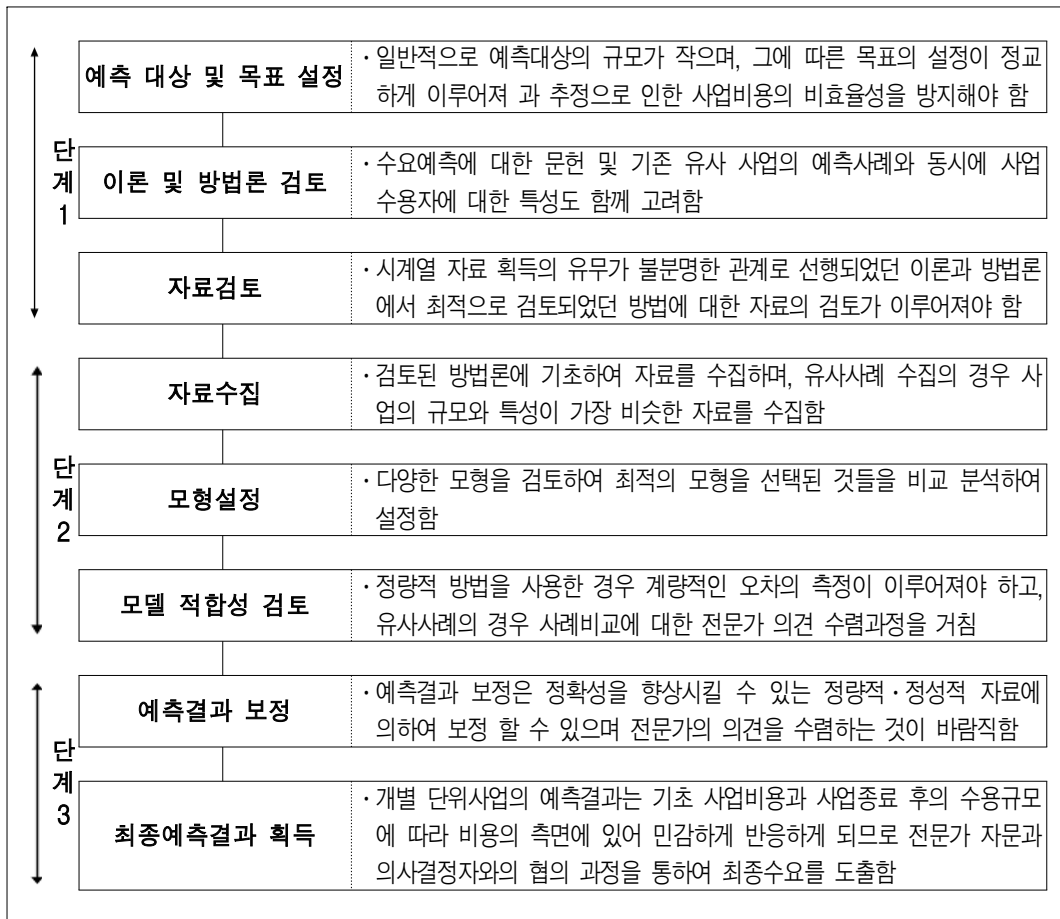 예측 대상 및 목표 설정
· 일반적으로 예측대상의 규모가 작으며, 그에 따른 목표의 설정이 정교
하게 이루어져 과 추정으로 인한 사업비용의 비효율성을 방지해야 함
단
계
1
이론 및 방법론 검토
· 수요예측에 대한 문헌 및 기존 유사 사업의 예측사례와 동시에 사업
수용자에 대한 특성도 함께 고려함
자료검토
· 시계열 자료 획득의 유무가 불분명한 관계로 선행되었던 이론과 방법론
에서 최적으로 검토되었던 방법에 대한 자료의 검토가 이루어져야 함
자료수집
· 검토된 방법론에 기초하여 자료를 수집하며, 유사사례 수집의 경우 사
업의 규모와 특성이 가장 비슷한 자료를 수집함
단
계
2
모형설정
· 다양한 모형을 검토하여 최적의 모형을 선택된 것들을 비교 분석하여
설정함
모델 적합성 검토
· 정량적 방법을 사용한 경우 계량적인 오차의 측정이 이루어져야 하고,
유사사례의 경우 사례비교에 대한 전문가 의견 수렴과정을 거침
예측결과 보정
· 예측결과 보정은 정확성을 향상시킬 수 있는 정량적·정성적 자료에
의하여 보정 할 수 있으며 전문가의 의견을 수렴하는 것이 바람직함
단
계
3
최종예측결과 획득
· 개별 단위사업의 예측결과는 기초 사업비용과 사업종료 후의 수용규모
에 따라 비용의 측면에 있어 민감하게 반응하게 되므로 전문가 자문과
의사결정자와의 협의 과정을 통하여 최종수요를 도출함